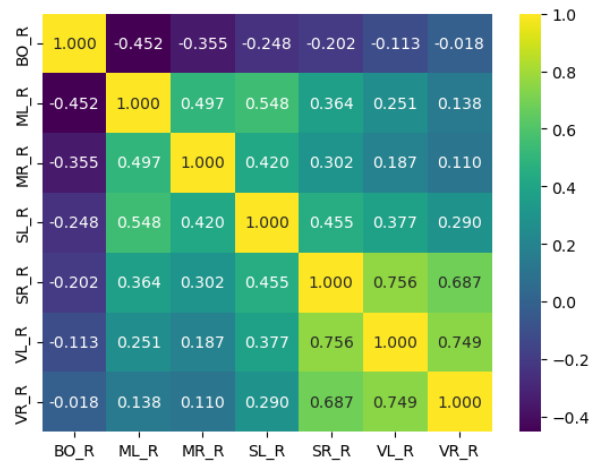 BO_R 1.000 -0.452 -0.355 -0.248 -0.202 -0.113 -0.018
ML_R -0.452 1.000 0.497 0.548 0.364 0.251 0.138
MR_R -0.355 0.497 1.000 0.420 0.302 0.187 0.110
SL_R -0.248 0.548 0.420 1.000 0.455 0.377 0.290
SR_R -0.202 0.364 0.302 0.455 1.000 0.756 0.687
VL_R -0.113 0.251 0.187 0.377 0.756 1.000 0.749
VR_R -0.018 0.138 0.110 0.290 0.687 0.749 1.000
BO_R ML_R MR_R SL_R SR_R VL_R VR_R
1.0
0.8
0.6
0.4
0.2
0.0
−0.2
−0.4